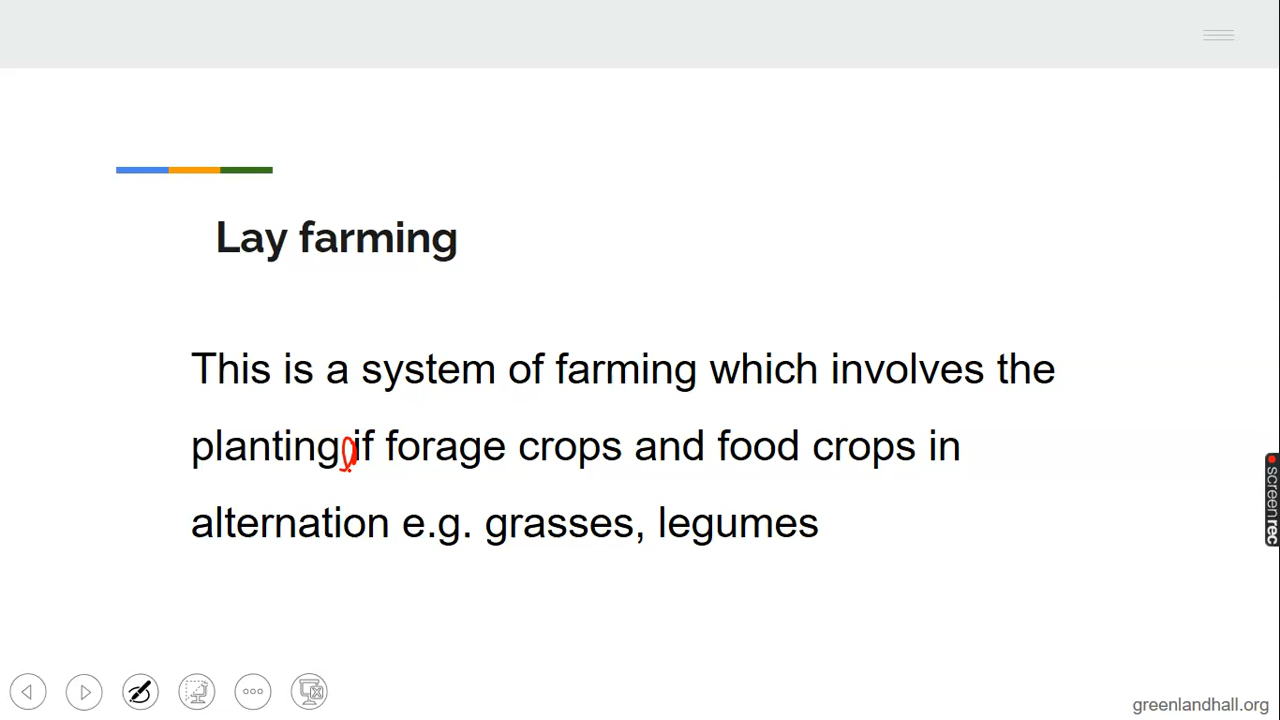 Lay farming
This is a system of farming which involves the
planting if forage crops and food crops in
alternation e.g. grasses, legumes
screenrec
greenlandhall.org